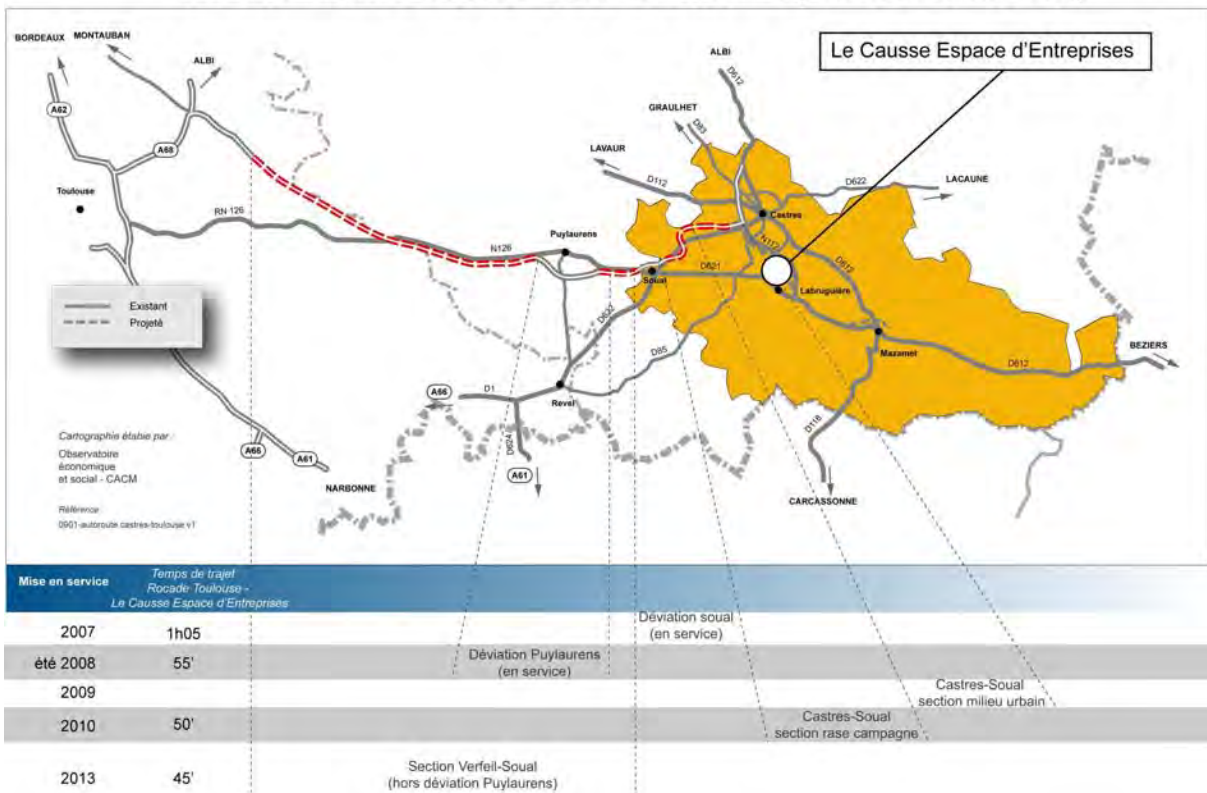 BORDEAUX
MONTAUBAN
ALBI
A62
A68
Toulouse
RN 126
N126
Puylaurens
Soual
D622
D1
A66
Revel
D85
D624
A61
A66
A61
NARBONNE
ALBI
D612
GRAULHET
D83
LAVAUR
D112
D622
LACAUNE
Castres
N112
D612
D621
Labruguière
Mazamet
D612
BEZIERS
D118
CARCASSONNE
Le Causse Espace d'Entreprises
Existant
Projeté
Cartographie établie par :
Observatoire
économique
et social - CACM
Référence
0901-autoroute castres-toulouse v1
Mise en service
Temps de trajet
Rocade Toulouse -
Le Causse Espace d'Entreprises
2007
1h05
Déviation soual
(en service)
été 2008
55'
Déviation Puylaurens
(en service)
2009
Castres-Soual
section milieu urbain
2010
50'
Castres-Soual
section rase campagne
2013
45'
Section Verfeil-Soual
(hors déviation Puylaurens)